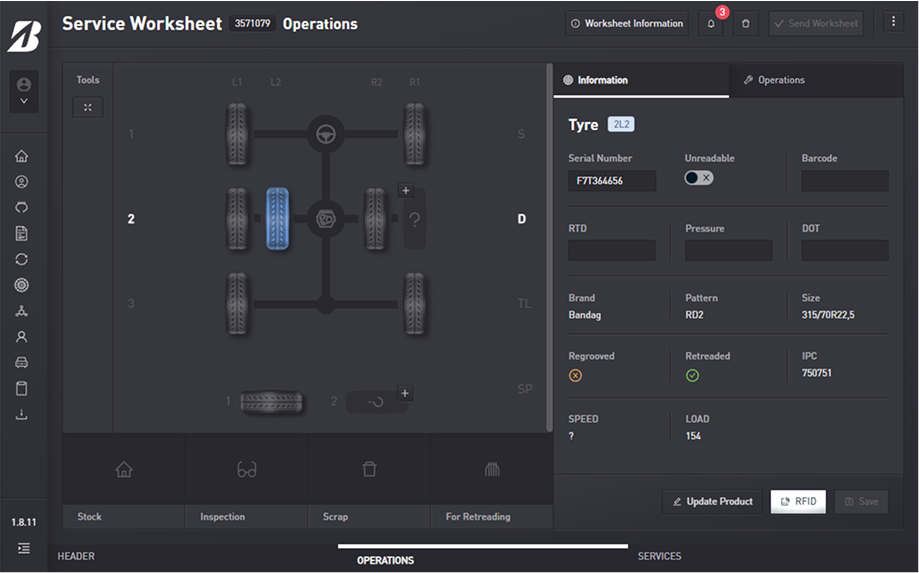 Service Worksheet 3571079 Operations
Worksheet Information
3
Send Worksheet
Tools
L1 L2 R2 R1
1 S
2 D
+
?
3 TL
SP
1 2
+
Stock
Inspection
Scrap
For Retreading
Information
Operations
Tyre 2L2
Serial Number Unreadable Barcode
F7T364656
RTD Pressure DOT
Brand Pattern Size
Bandag RD2 315/70R22,5
Regrooved Retreaded IPC
750751
SPEED LOAD
? 154
Update Product RFID Save
1.8.11
HEADER OPERATIONS SERVICES